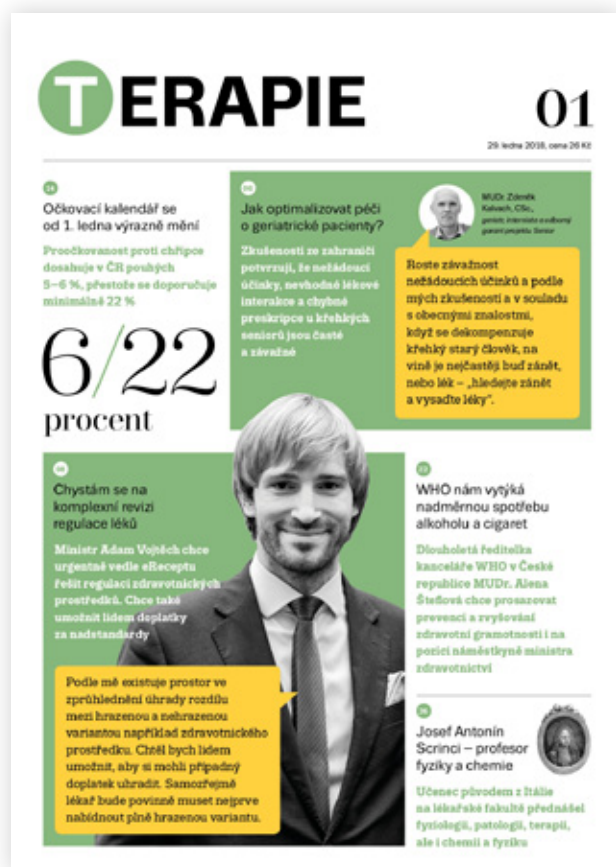 TERAPIE
01
29. ledna 2018, cena 26 Kč
Očkovací kalendář se
od 1. ledna výrazně mění
Proočkovanost proti chřipce
dosahuje v ČR pouhých
5–6 %, přestože se doporučuje
minimálně 22 %
6/22
procent
Jak optimalizovat péči
o geriatrické pacienty?
Zkušenosti ze zahraničí
potvrzují, že nežádoucí
účinky, nevhodné lékové
interakce a chybné
preskripce u křehkých
seniorů jsou časté
a závažné
MUDr. Zdeněk
Kalvach, CSc.,
geriatr, internista a odborný
garant projektu Senior
Roste závažnost
nežádoucích účinků a podle
mých zkušeností a v souladu
s obecnými znalostmi,
když se dekompenzuje
křehký starý člověk, na
vině je nejčastěji buď zánět,
nebo lék – „hledejte zánět
a vysaďte léky“.
Chystám se na
komplexní revizi
regulace léků
Ministr Adam Vojtěch chce
urgentně vedle eReceptu
řešit regulaci zdravotnických
prostředků. Chce také
umožnit lidem doplatky
za nadstandardy
Podle mě existuje prostor ve
zprůhlednění úhrady rozdílu
mezi hrazenou a nehrazenou
variantou například zdravotnického
prostředku. Chtěl bych lidem
umožnit, aby si mohli případný
doplatek uhradit. Samozřejmě
lékař bude povinně muset nejprve
nabídnout plně hrazenou variantu.
WHO nám vytýká
nadměrnou spotřebu
alkoholu a cigaret
Dlouholetá ředitelka
kanceláře WHO v České
republice MUDr. Alena
Šteflová chce prosazovat
prevenci a zvyšování
zdravotní gramotnosti i na
pozici náměstkyně ministra
zdravotnictví
Josef Antonín
Scrinci – profesor
fyziky a chemie
Učenec původem z Itálie
na lékařské fakultě přednášel
fyziologii, patologii, terapii,
ale i chemii a fyziku